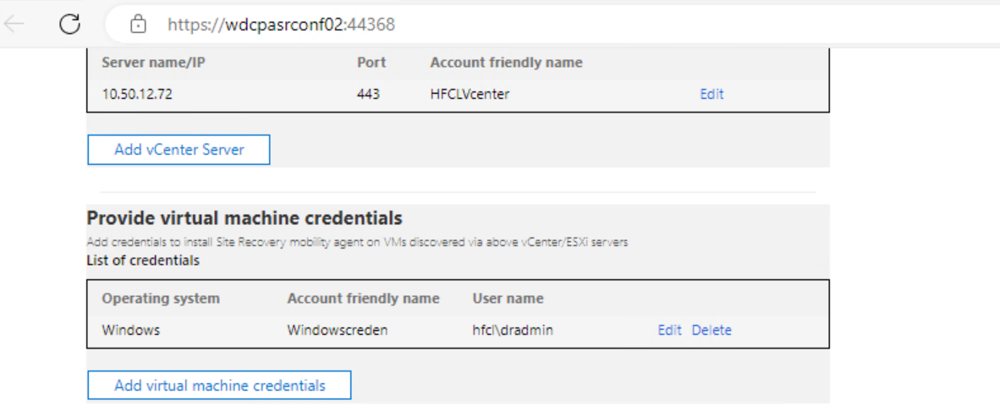 https://wdcpasrconf02:44368
Server name/IP Port Account friendly name
10.50.12.72 443 HFCLVcenter Edit
Add vCenter Server
Provide virtual machine credentials
Add credentials to install Site Recovery mobility agent on VMs discovered via above vCenter/ESXi servers
List of credentials
Operating system Account friendly name User name
Windows Windowscreden hfcl\dradmin Edit Delete
Add virtual machine credentials